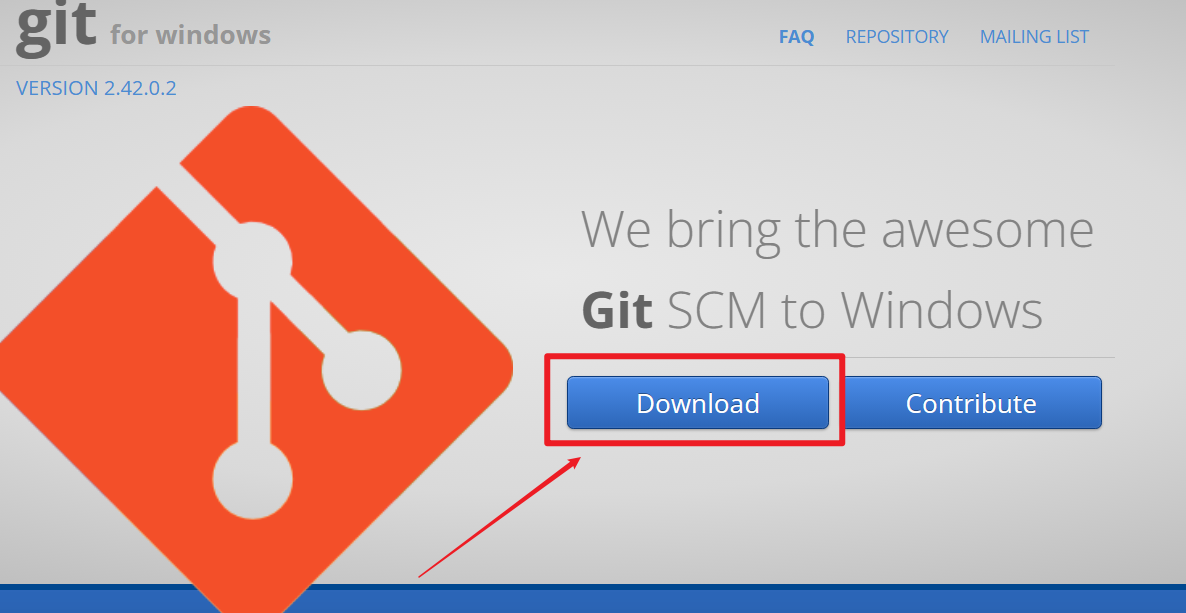 git for windows
FAQ REPOSITORY MAILING LIST
VERSION 2.42.0.2
We bring the awesome
Git SCM to Windows
Download Contribute